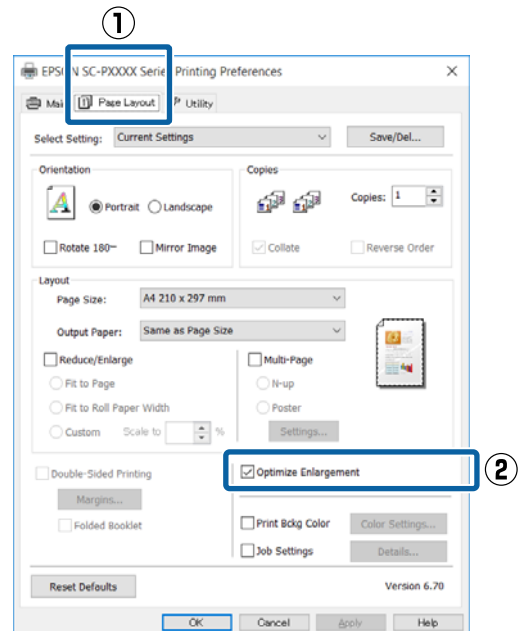 ①
EPSON SC-PXXXX Series Printing Preferences
Main Page Layout Utility
Select Setting: Current Settings Save/Del...
Orientation Copies
Portrait Landscape Copies: 1
Rotate 180° Mirror Image Collate Reverse Order
Layout
Page Size: A4 210 x 297 mm
Output Paper: Same as Page Size
Reduce/Enlarge Multi-Page
Fit to Page N-up
Fit to Roll Paper Width Poster
Custom Scale to % Settings...
Double-Sided Printing Optimize Enlargement ②
Margins...
Folded Booklet Print Bckg Color Color Settings...
Job Settings Details...
Reset Defaults Version 6.70
OK Cancel Apply Help